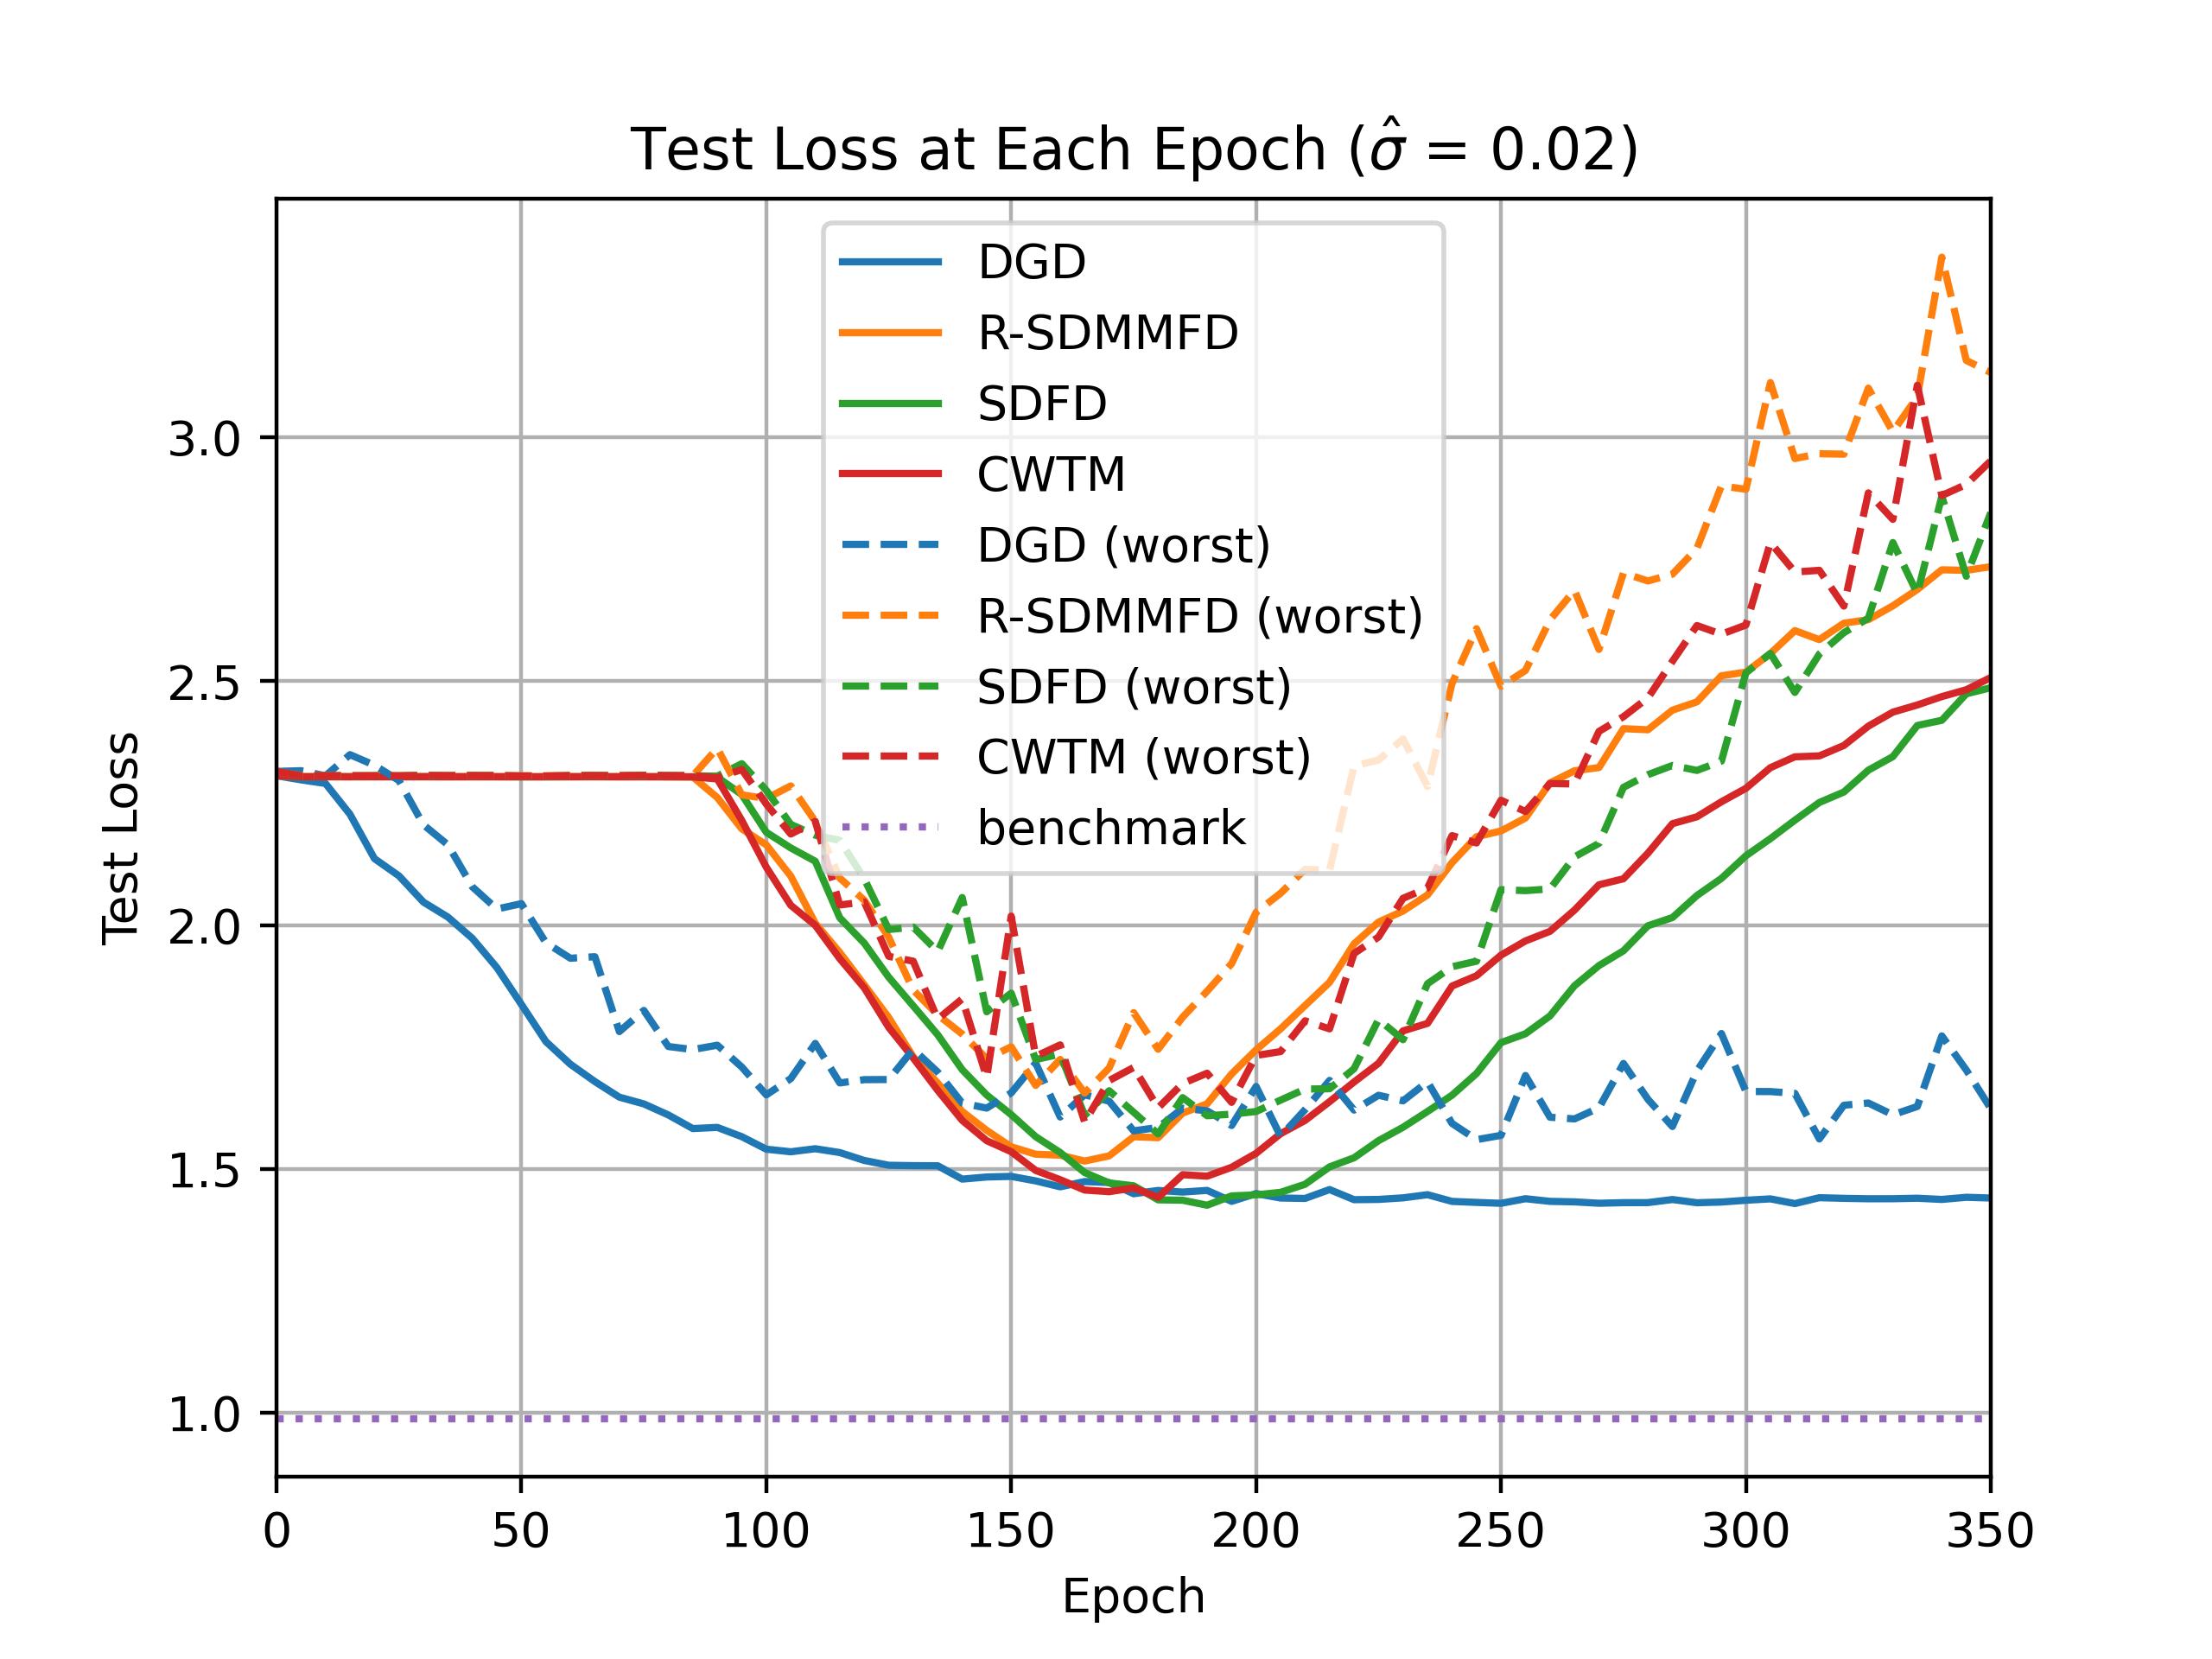 Test Loss at Each Epoch (σ̂ = 0.02)
DGD
R-SDMMFD
SDFD
CWTM
DGD (worst)
R-SDMMFD (worst)
SDFD (worst)
CWTM (worst)
benchmark
Test Loss
3.0
2.5
2.0
1.5
1.0
0 50 100 150 200 250 300 350
Epoch